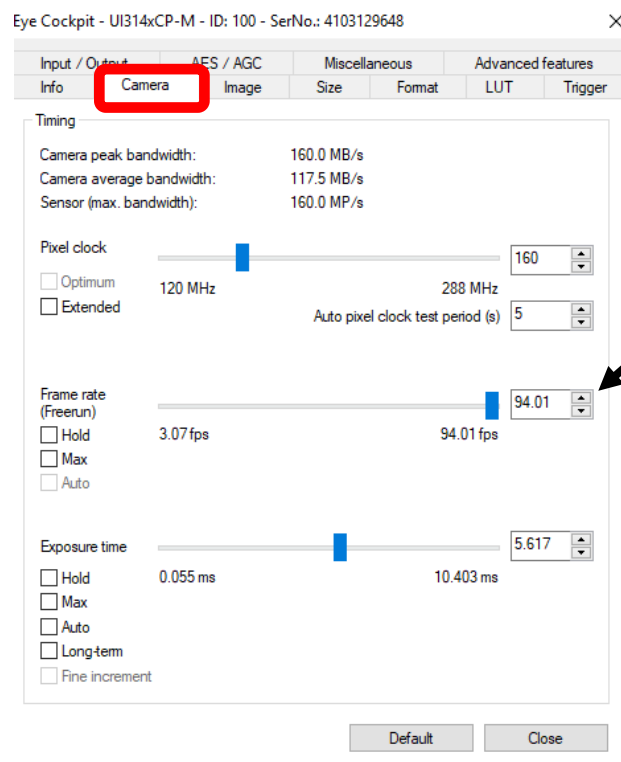 Eye Cockpit - UI314xCP-M - ID: 100 - SerNo.: 4103129648
Input / Output AES / AGC Miscellaneous Advanced features
Info Camera Image Size Format LUT Trigger
Timing
Camera peak bandwidth: 160.0 MB/s
Camera average bandwidth: 117.5 MB/s
Sensor (max. bandwidth): 160.0 MP/s
Pixel clock 160
Optimum 120 MHz 288 MHz
Extended Auto pixel clock test period (s) 5
Frame rate 94.01
(Freerun)
Hold 3.07 fps 94.01 fps
Max
Auto
Exposure time 5.617
Hold 0.055 ms 10.403 ms
Max
Auto
Long-term
Fine increment
Default Close